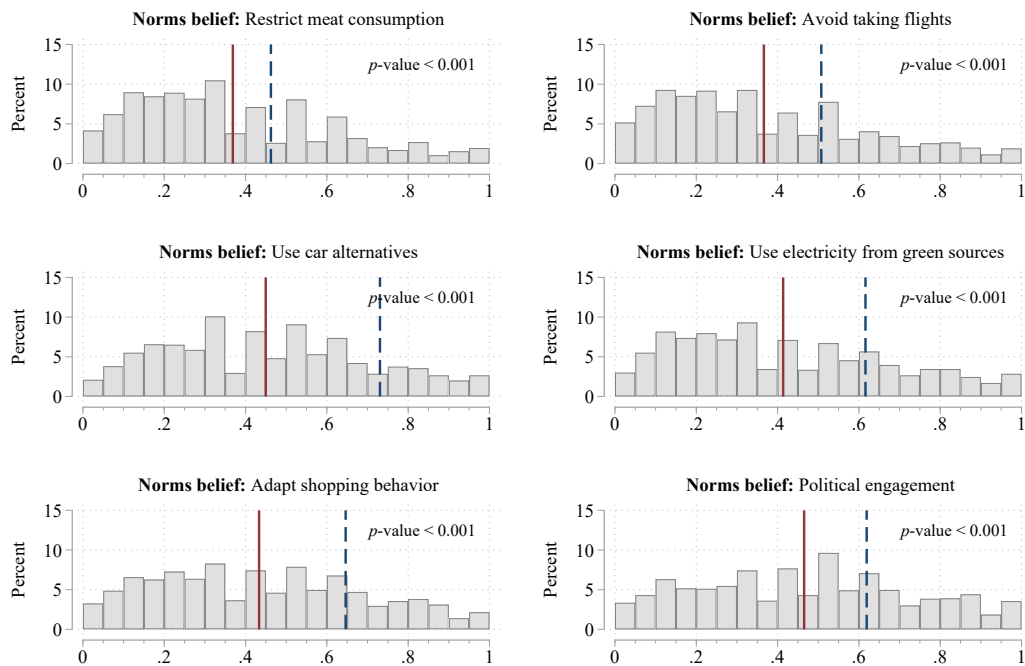 Norms belief: Restrict meat consumption
15
10
5
0
Percent
p-value < 0.001
0 .2 .4 .6 .8 1
Norms belief: Avoid taking flights
15
10
5
0
Percent
p-value < 0.001
0 .2 .4 .6 .8 1
Norms belief: Use car alternatives
15
10
5
0
Percent
p-value < 0.001
0 .2 .4 .6 .8 1
Norms belief: Use electricity from green sources
15
10
5
0
Percent
p-value < 0.001
0 .2 .4 .6 .8 1
Norms belief: Adapt shopping behavior
15
10
5
0
Percent
p-value < 0.001
0 .2 .4 .6 .8 1
Norms belief: Political engagement
15
10
5
0
Percent
p-value < 0.001
0 .2 .4 .6 .8 1